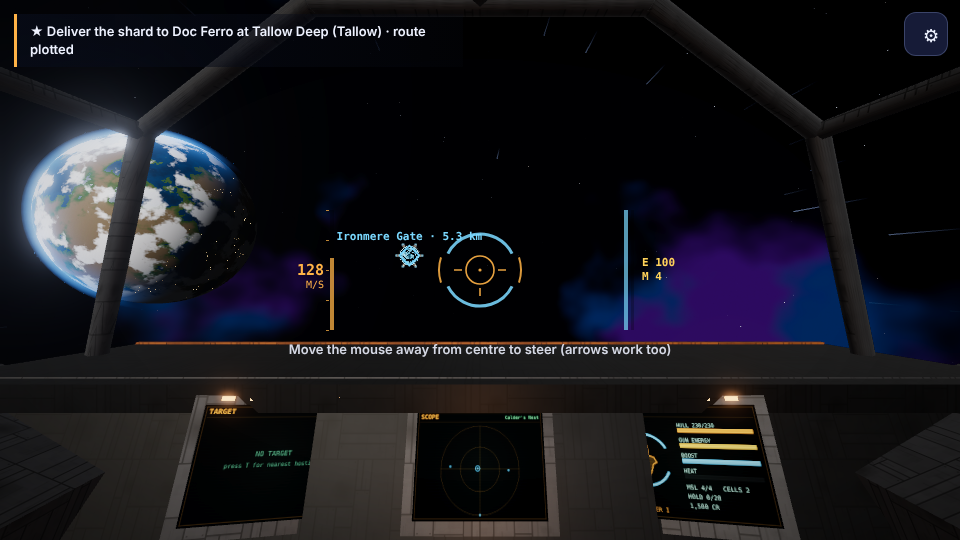 ★ Deliver the shard to Doc Ferro at Tallow Deep (Tallow) · route
plotted
Ironmere Gate · 5.3 km
128
M/S
E 100
M 4
Move the mouse away from centre to steer (arrows work too)
TARGET
NO TARGET
press T for nearest
SCOPE
Calder's Rest
HULL 230/230
GUN ENERGY
BOOST
HEAT
MSL 4/4 CELLS 2
HOLD 0/20
1,500 CR